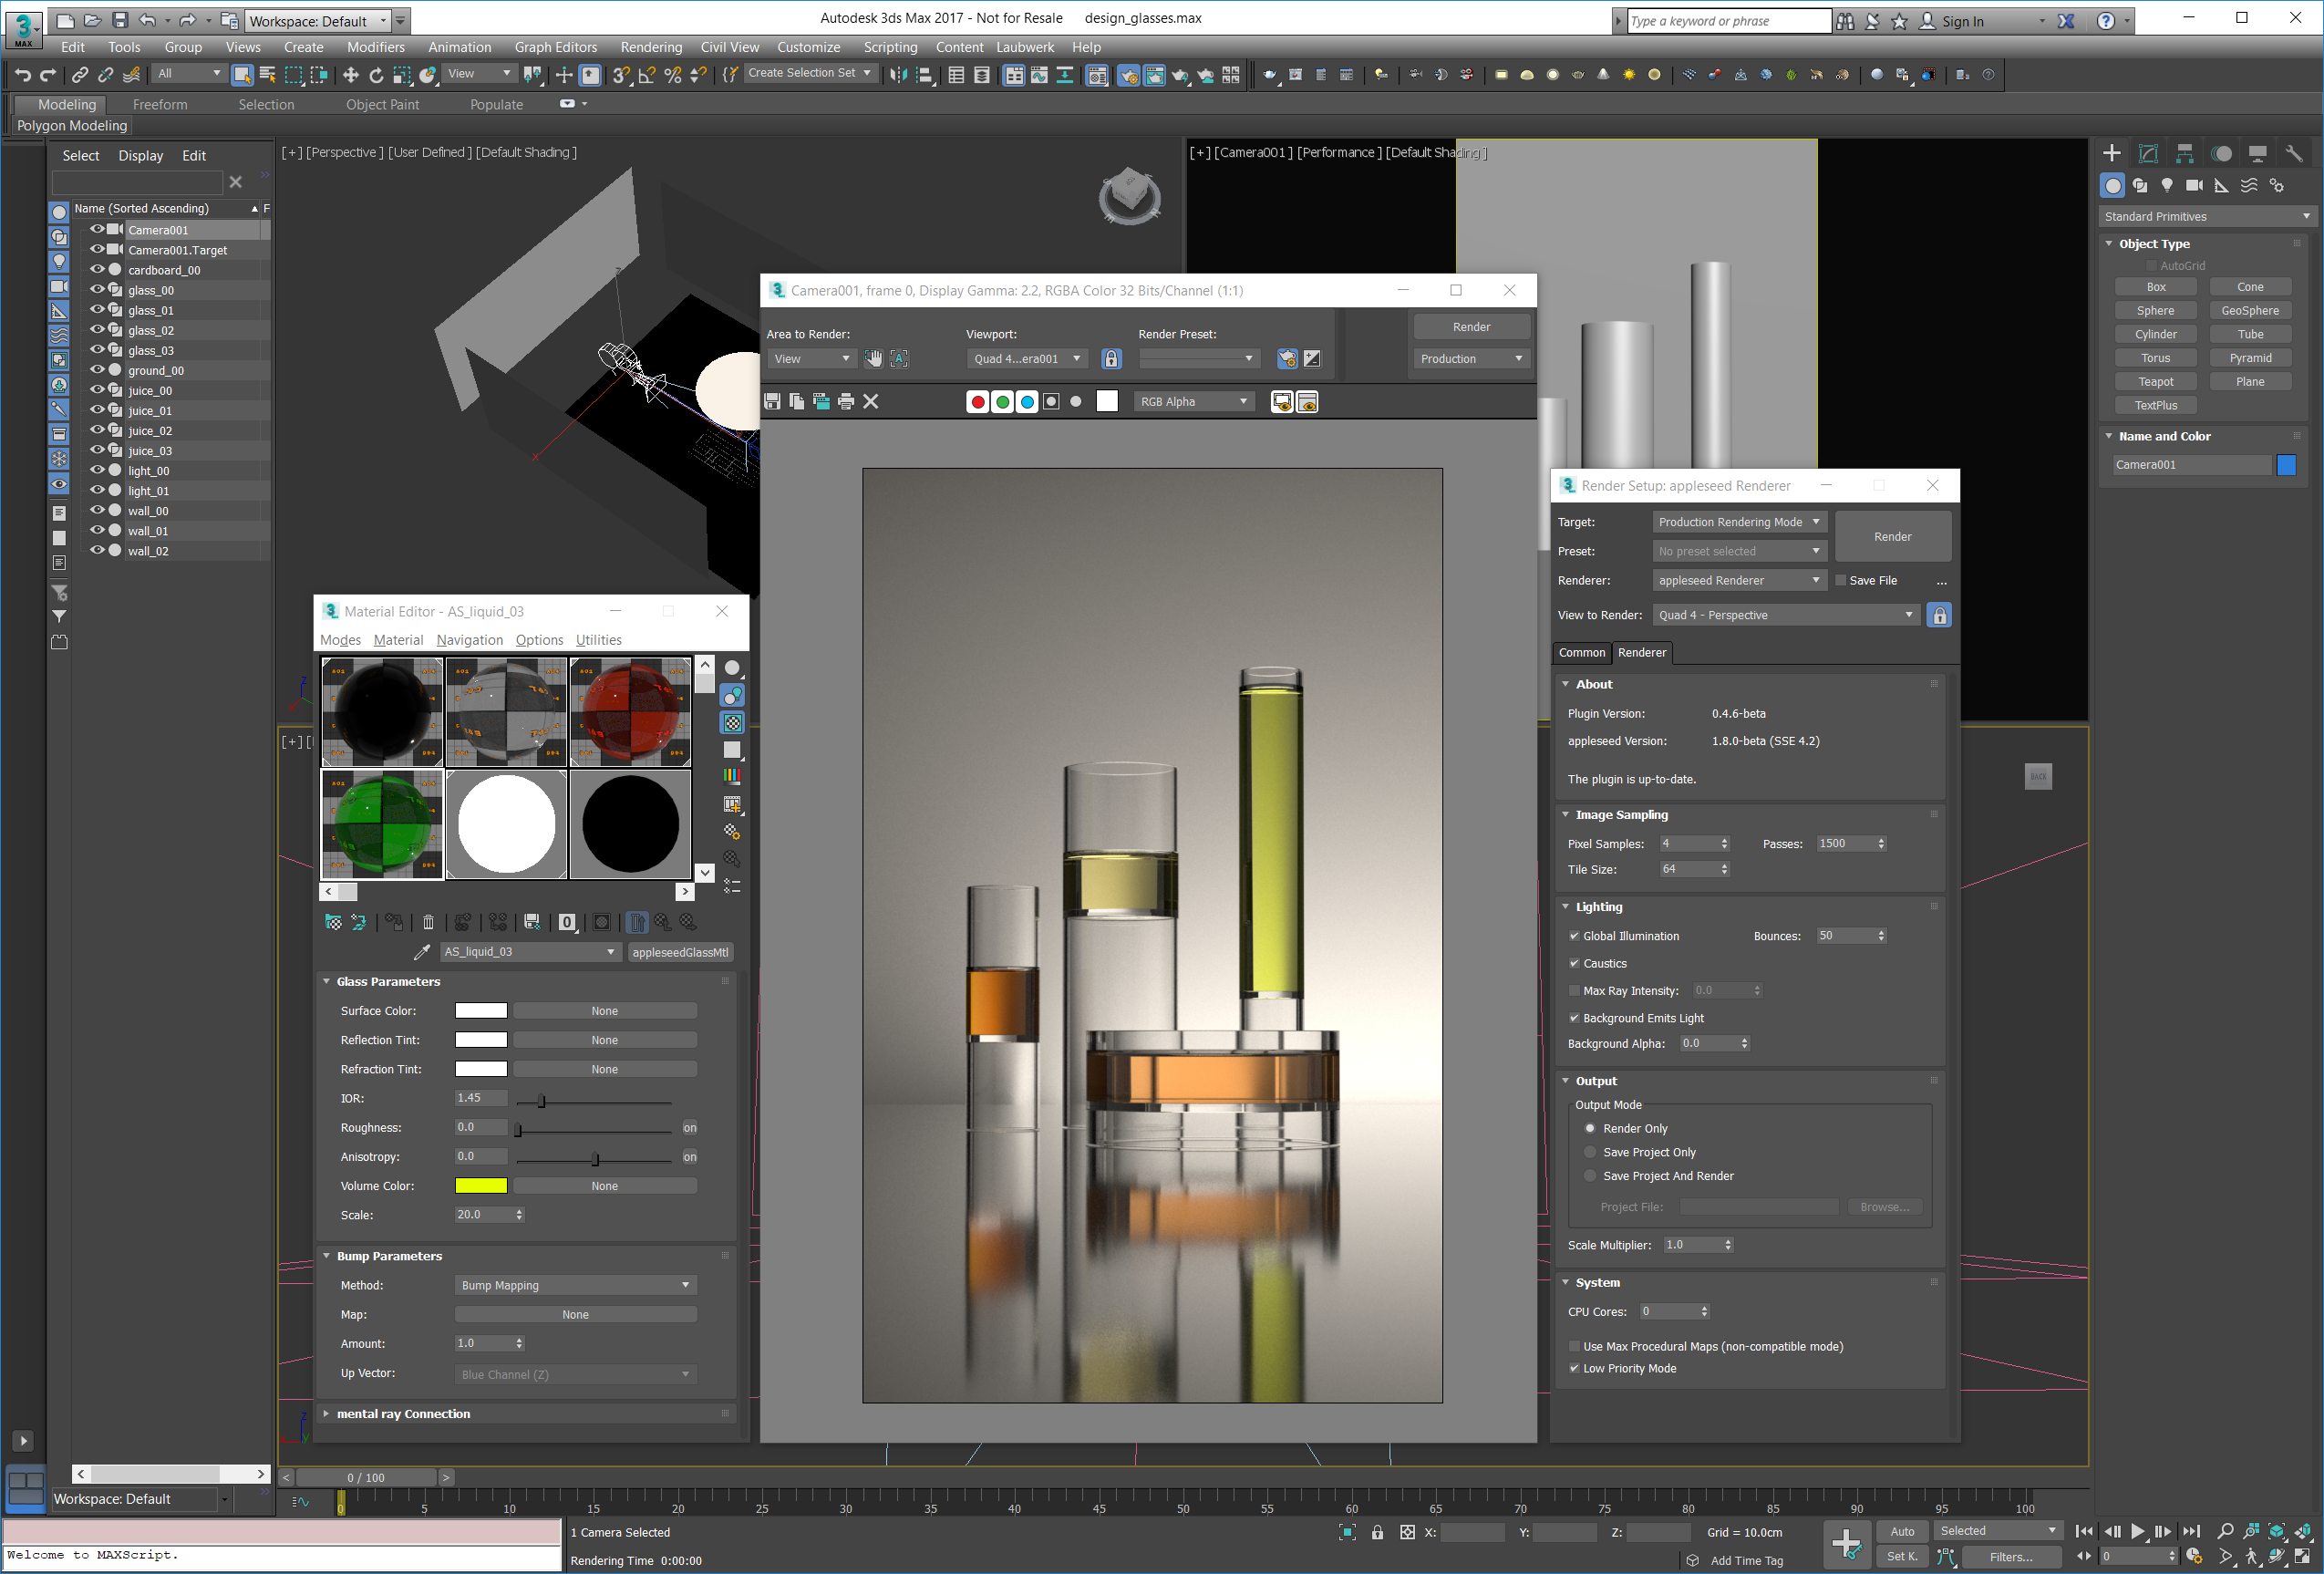 Workspace: Default
Autodesk 3ds Max 2017 - Not for Resale design_glasses.max
Type a keyword or phrase
Sign In
MAX
Edit Tools Group Views Create Modifiers Animation Graph Editors Rendering Civil View Customize Scripting Content Laubwerk Help
All
View
Create Selection Set
Modeling Freeform Selection Object Paint Populate
Polygon Modeling
Select Display Edit
Name (Sorted Ascending) F
Camera001
Camera001.Target
cardboard_00
glass_00
glass_01
glass_02
glass_03
ground_00
juice_00
juice_01
juice_02
juice_03
light_00
light_01
wall_00
wall_01
wall_02
Workspace: Default
[+] [Perspective] [User Defined] [Default Shading]
[+] [Camera001] [Performance] [Default Shading]
Standard Primitives
Object Type
AutoGrid
Box Cone
Sphere GeoSphere
Cylinder Tube
Torus Pyramid
Teapot Plane
TextPlus
Name and Color
Camera001
Camera001, frame 0, Display Gamma: 2.2, RGBA Color 32 Bits/Channel (1:1)
Area to Render: Viewport: Render Preset: Render
View Quad 4...era001 Production
RGB Alpha
Render Setup: appleseed Renderer
Target: Production Rendering Mode
Render
Preset: No preset selected
Renderer: appleseed Renderer Save File ...
View to Render: Quad 4 - Perspective
Common Renderer
About
Plugin Version: 0.4.6-beta
appleseed Version: 1.8.0-beta (SSE 4.2)
The plugin is up-to-date.
Image Sampling
Pixel Samples: 4 Passes: 1500
Tile Size: 64
Lighting
Global Illumination Bounces: 50
Caustics
Max Ray Intensity: 0.0
Background Emits Light
Background Alpha: 0.0
Output
Output Mode
Render Only
Save Project Only
Save Project And Render
Project File: Browse...
Scale Multiplier: 1.0
System
CPU Cores: 0
Use Max Procedural Maps (non-compatible mode)
Low Priority Mode
BACK
Material Editor - AS_liquid_03
Modes Material Navigation Options Utilities
0
AS_liquid_03 appleseedGlassMtl
Glass Parameters
Surface Color: None
Reflection Tint: None
Refraction Tint: None
IOR: 1.45
Roughness: 0.0 on
Anisotropy: 0.0 on
Volume Color: None
Scale: 20.0
Bump Parameters
Method: Bump Mapping
Map: None
Amount: 1.0
Up Vector: Blue Channel (Z)
mental ray Connection
0 / 100
0 5 10 15 20 25 30 35 40 45 50 55 60 65 70 75 80 85 90 95 100
Welcome to MAXScript.
1 Camera Selected
Rendering Time 0:00:00
X: Y: Z: Grid = 10.0cm
Add Time Tag
Auto Selected
Set K. Filters...
0